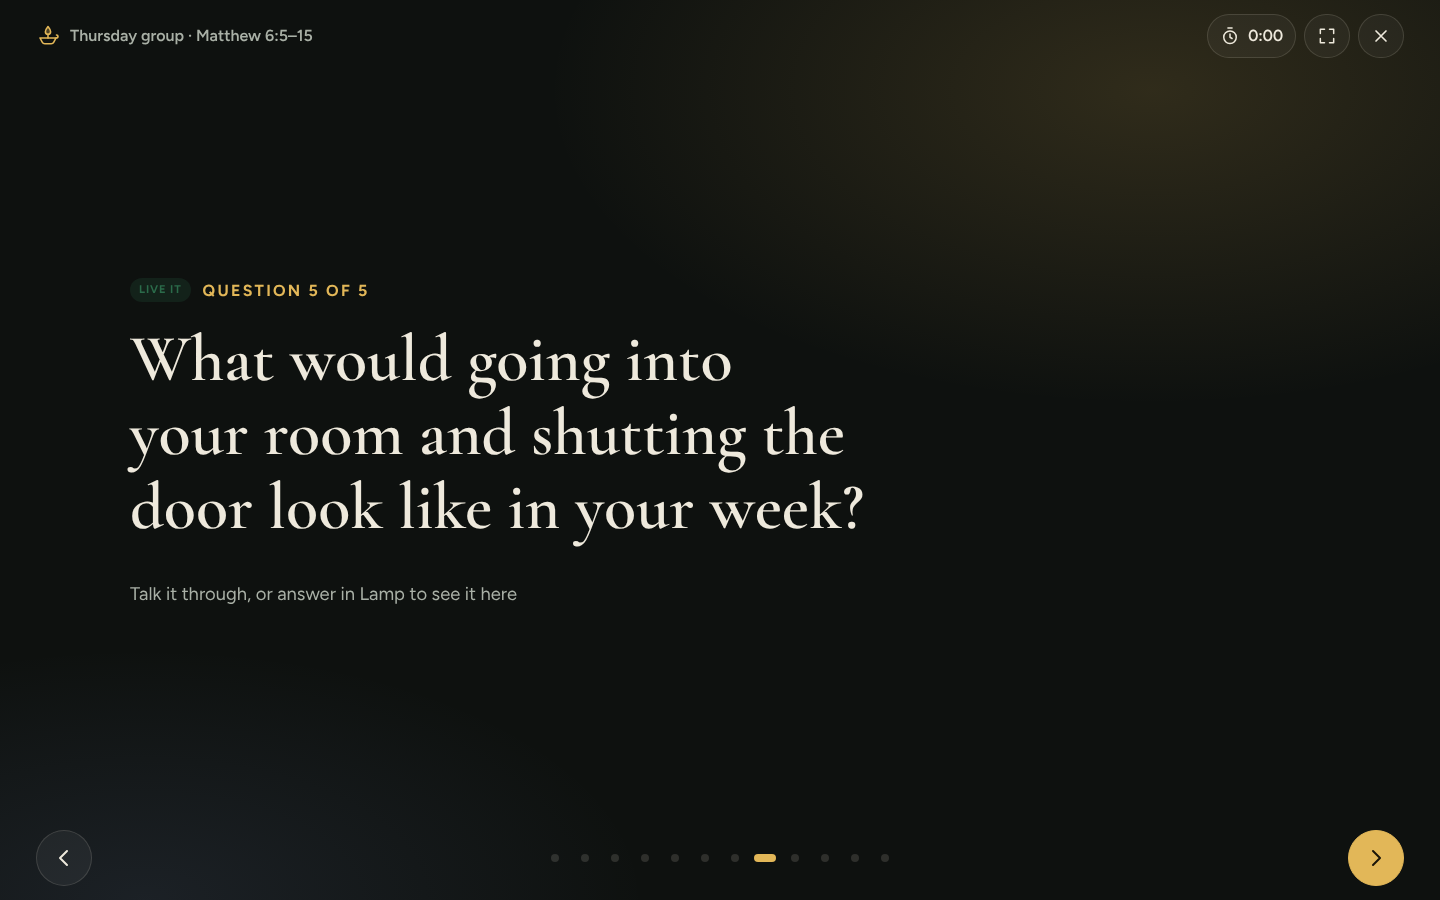 Thursday group · Matthew 6:5–15
0:00
LIVE IT
QUESTION 5 OF 5
What would going into
your room and shutting the
door look like in your week?
Talk it through, or answer in Lamp to see it here